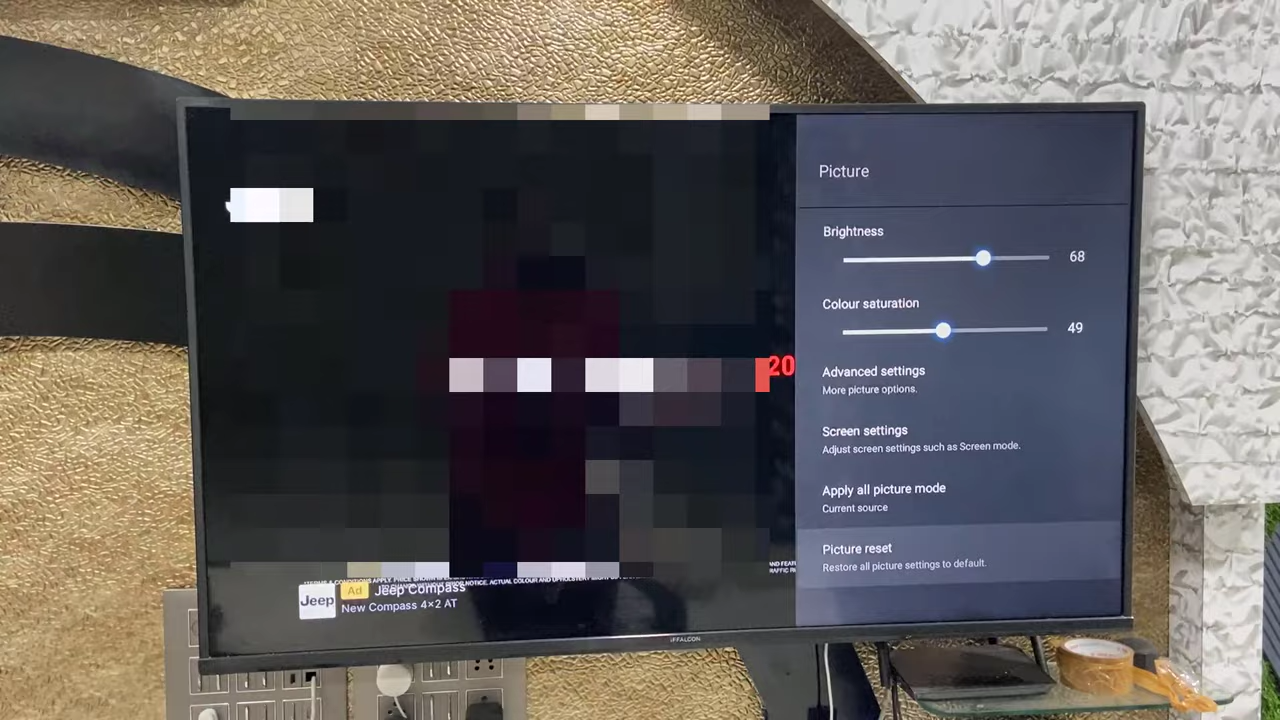 Picture
Brightness
68
Colour saturation
49
20
Advanced settings
More picture options.
Screen settings
Adjust screen settings such as Screen mode.
Apply all picture mode
Current source
Picture reset
Restore all picture settings to default.
Jeep
Ad Jeep Compass
New Compass 4×2 AT
iFFALCON